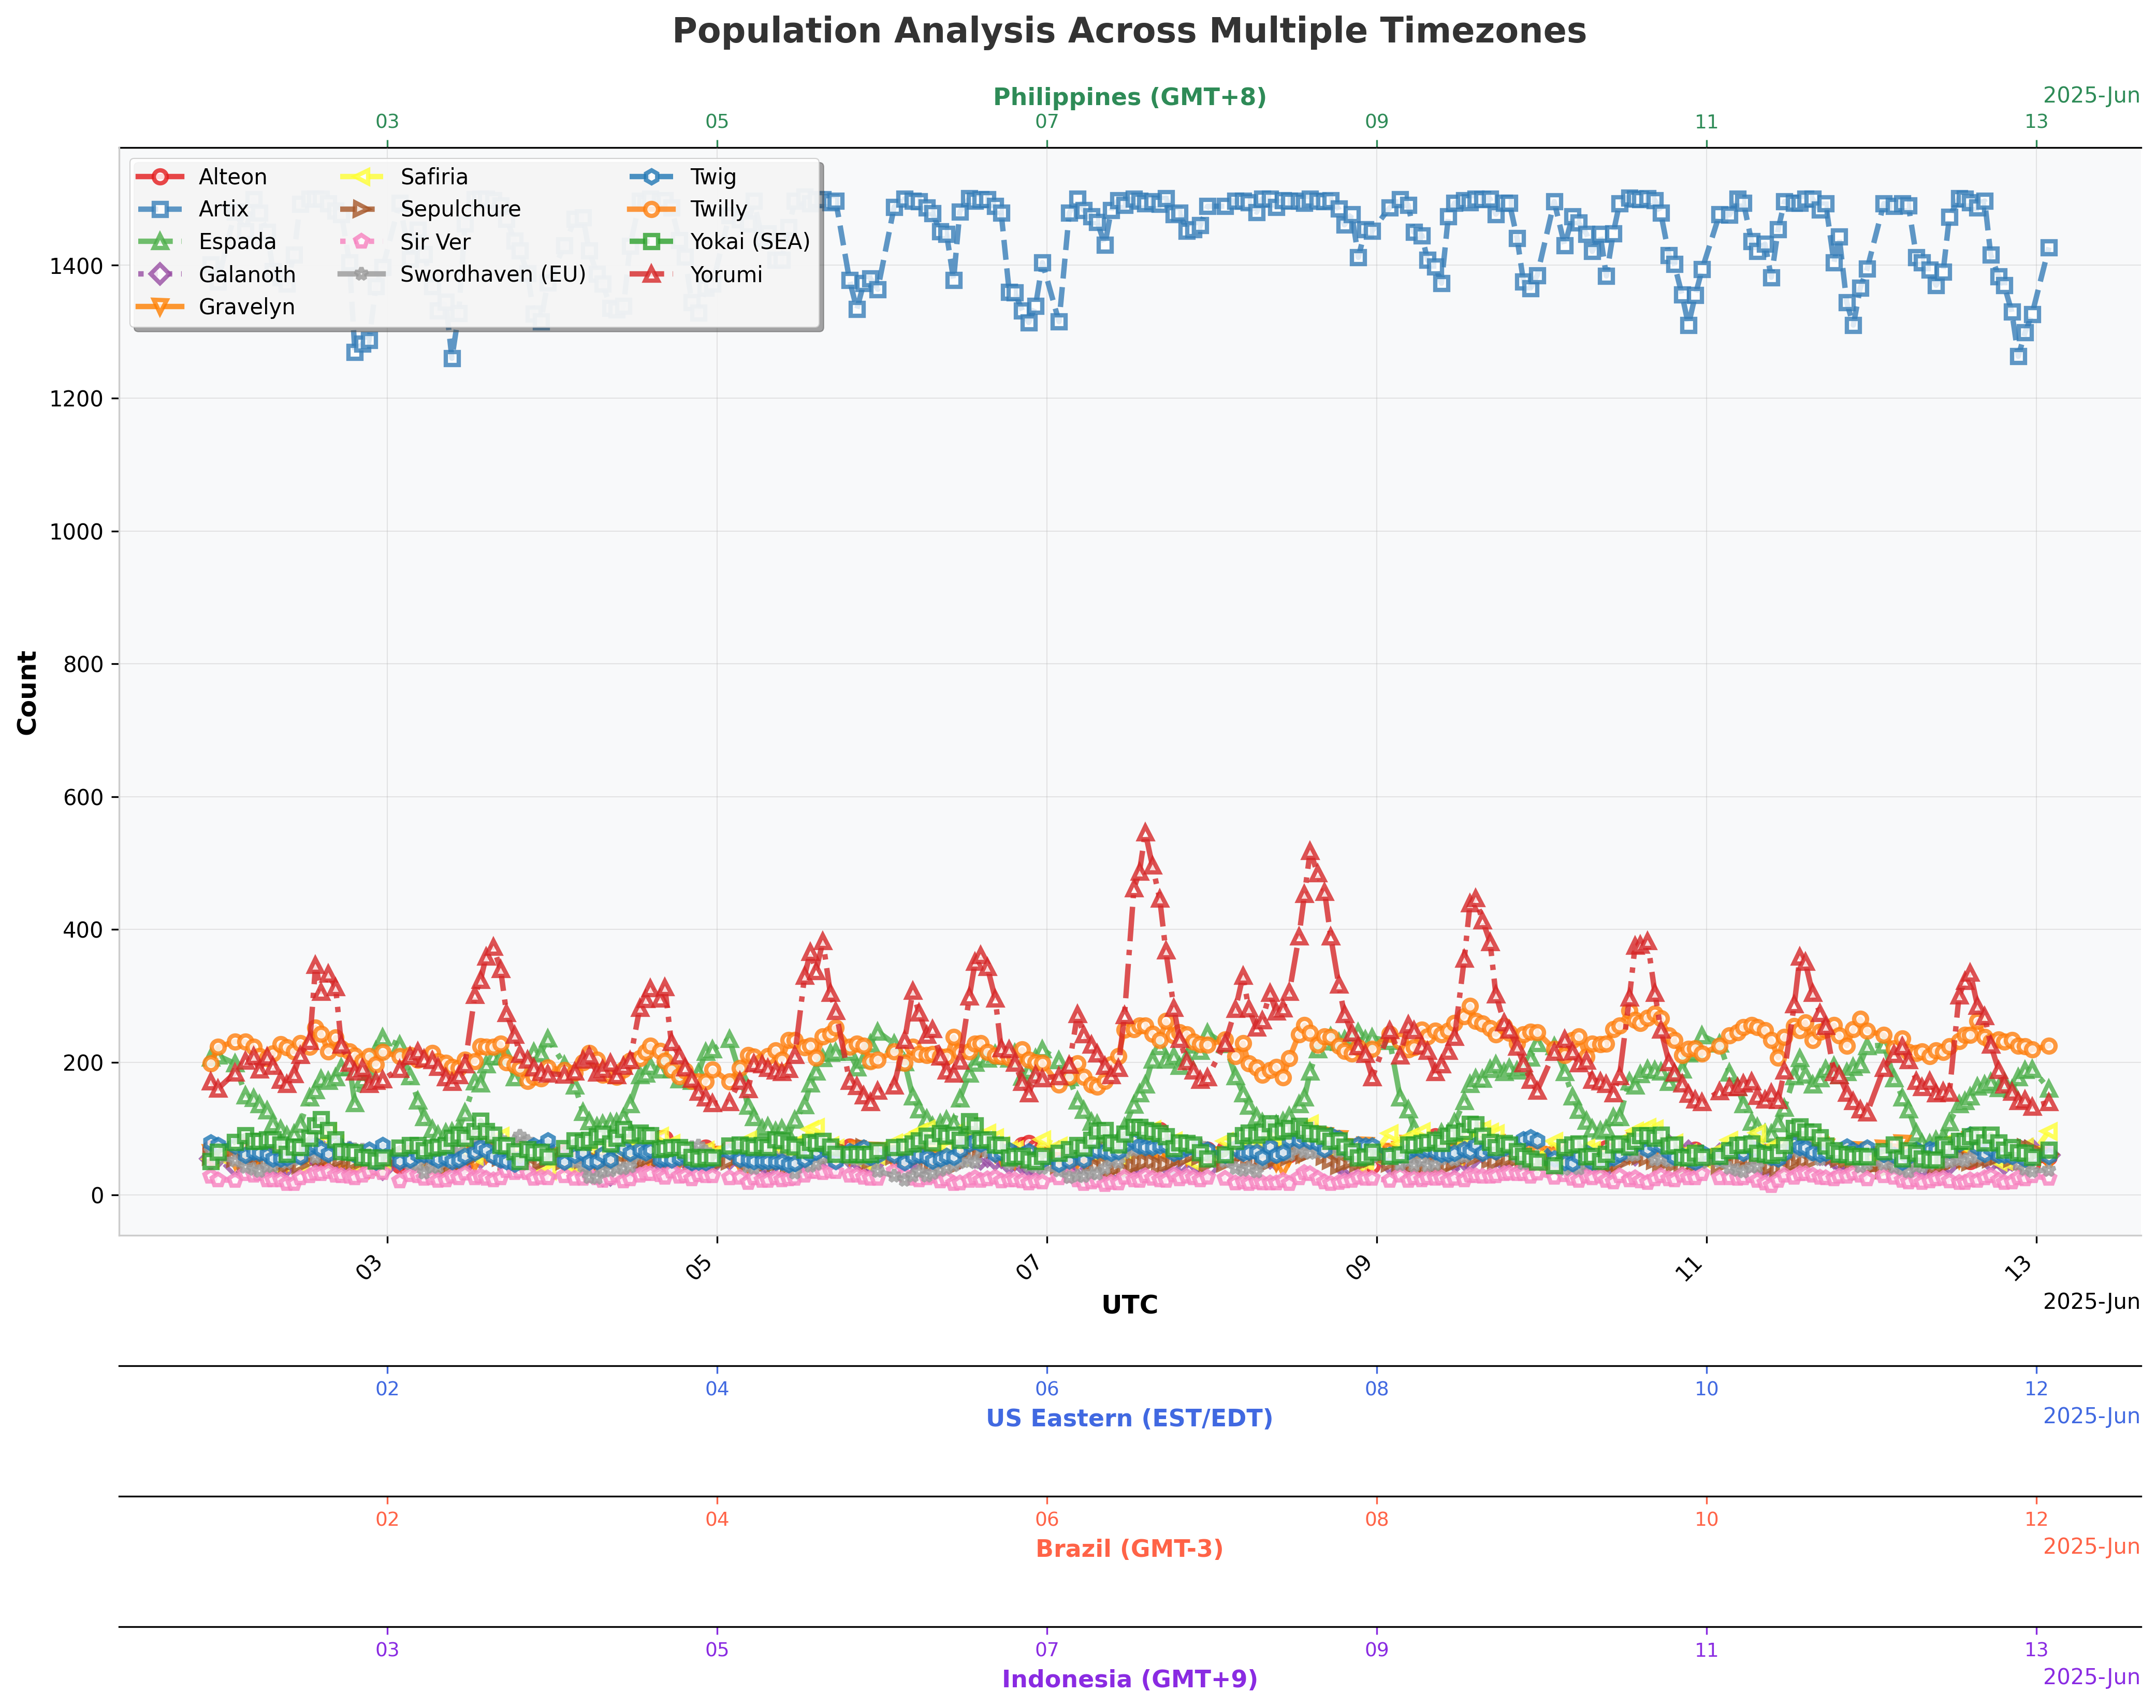 Population Analysis Across Multiple Timezones
Philippines (GMT+8)
2025-Jun
03 05 07 09 11 13
Alteon Safiria Twig
Artix Sepulchure Twilly
Espada Sir Ver Yokai (SEA)
Galanoth Swordhaven (EU) Yorumi
Gravelyn
1400
1200
1000
800
600
400
200
0
Count
03 05 07 09 11 13
UTC
2025-Jun
02 04 06 08 10 12
US Eastern (EST/EDT)
2025-Jun
02 04 06 08 10 12
Brazil (GMT-3)
2025-Jun
03 05 07 09 11 13
Indonesia (GMT+9)
2025-Jun